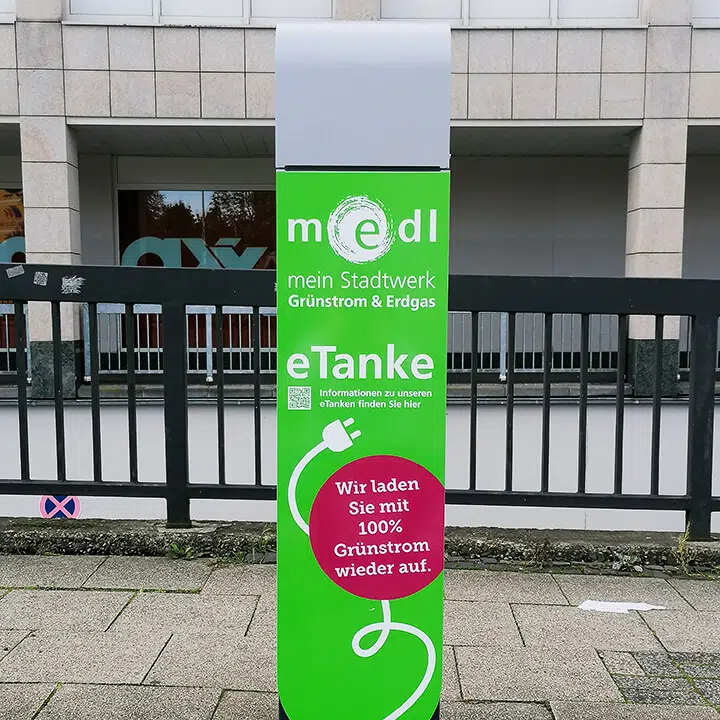 medl
mein Stadtwerk
Grünstrom & Erdgas
eTanke
Informationen zu unseren
eTanken finden Sie hier
Wir laden
Sie mit
100%
Grünstrom
wieder auf.